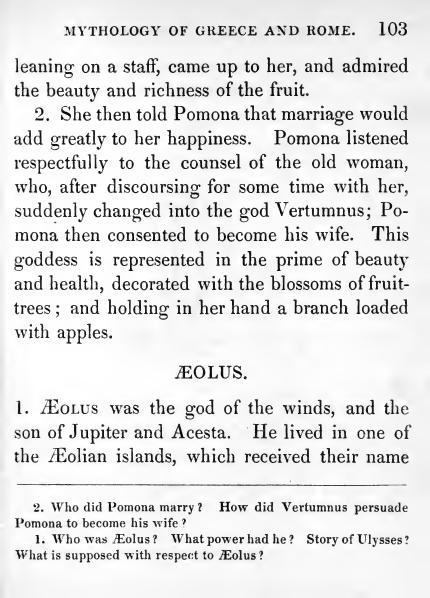 MYTHOLOGY OF GREECE AND ROME. 103
leaning on a staff, came up to her, and admired
the beauty and richness of the fruit.
2. She then told Pomona that marriage would
add greatly to her happiness. Pomona listened
respectfully to the counsel of the old woman,
who, after discoursing for some time with her,
suddenly changed into the god Vertumnus; Po-
mona then consented to become his wife. This
goddess is represented in the prime of beauty
and health, decorated with the blossoms of fruit-
trees; and holding in her hand a branch loaded
with apples.
ÆOLUS.
1. ÆOLUS was the god of the winds, and the
son of Jupiter and Acesta. He lived in one of
the Æolian islands, which received their name
2. Who did Pomona marry? How did Vertumnus persuade
Pomona to become his wife?
1. Who was Æolus? What power had he? Story of Ulysses?
What is supposed with respect to Æolus?